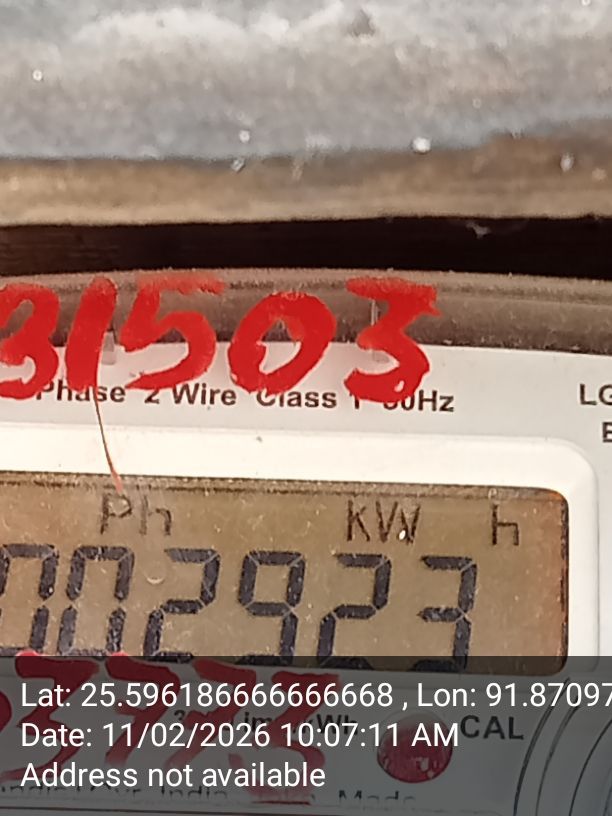 31503
Phase 2 Wire Class 1 50Hz
LG
Ph KW h
002923
Lat: 25.596186666666668 , Lon: 91.87097
Date: 11/02/2026 10:07:11 AM
CAL
Address not available